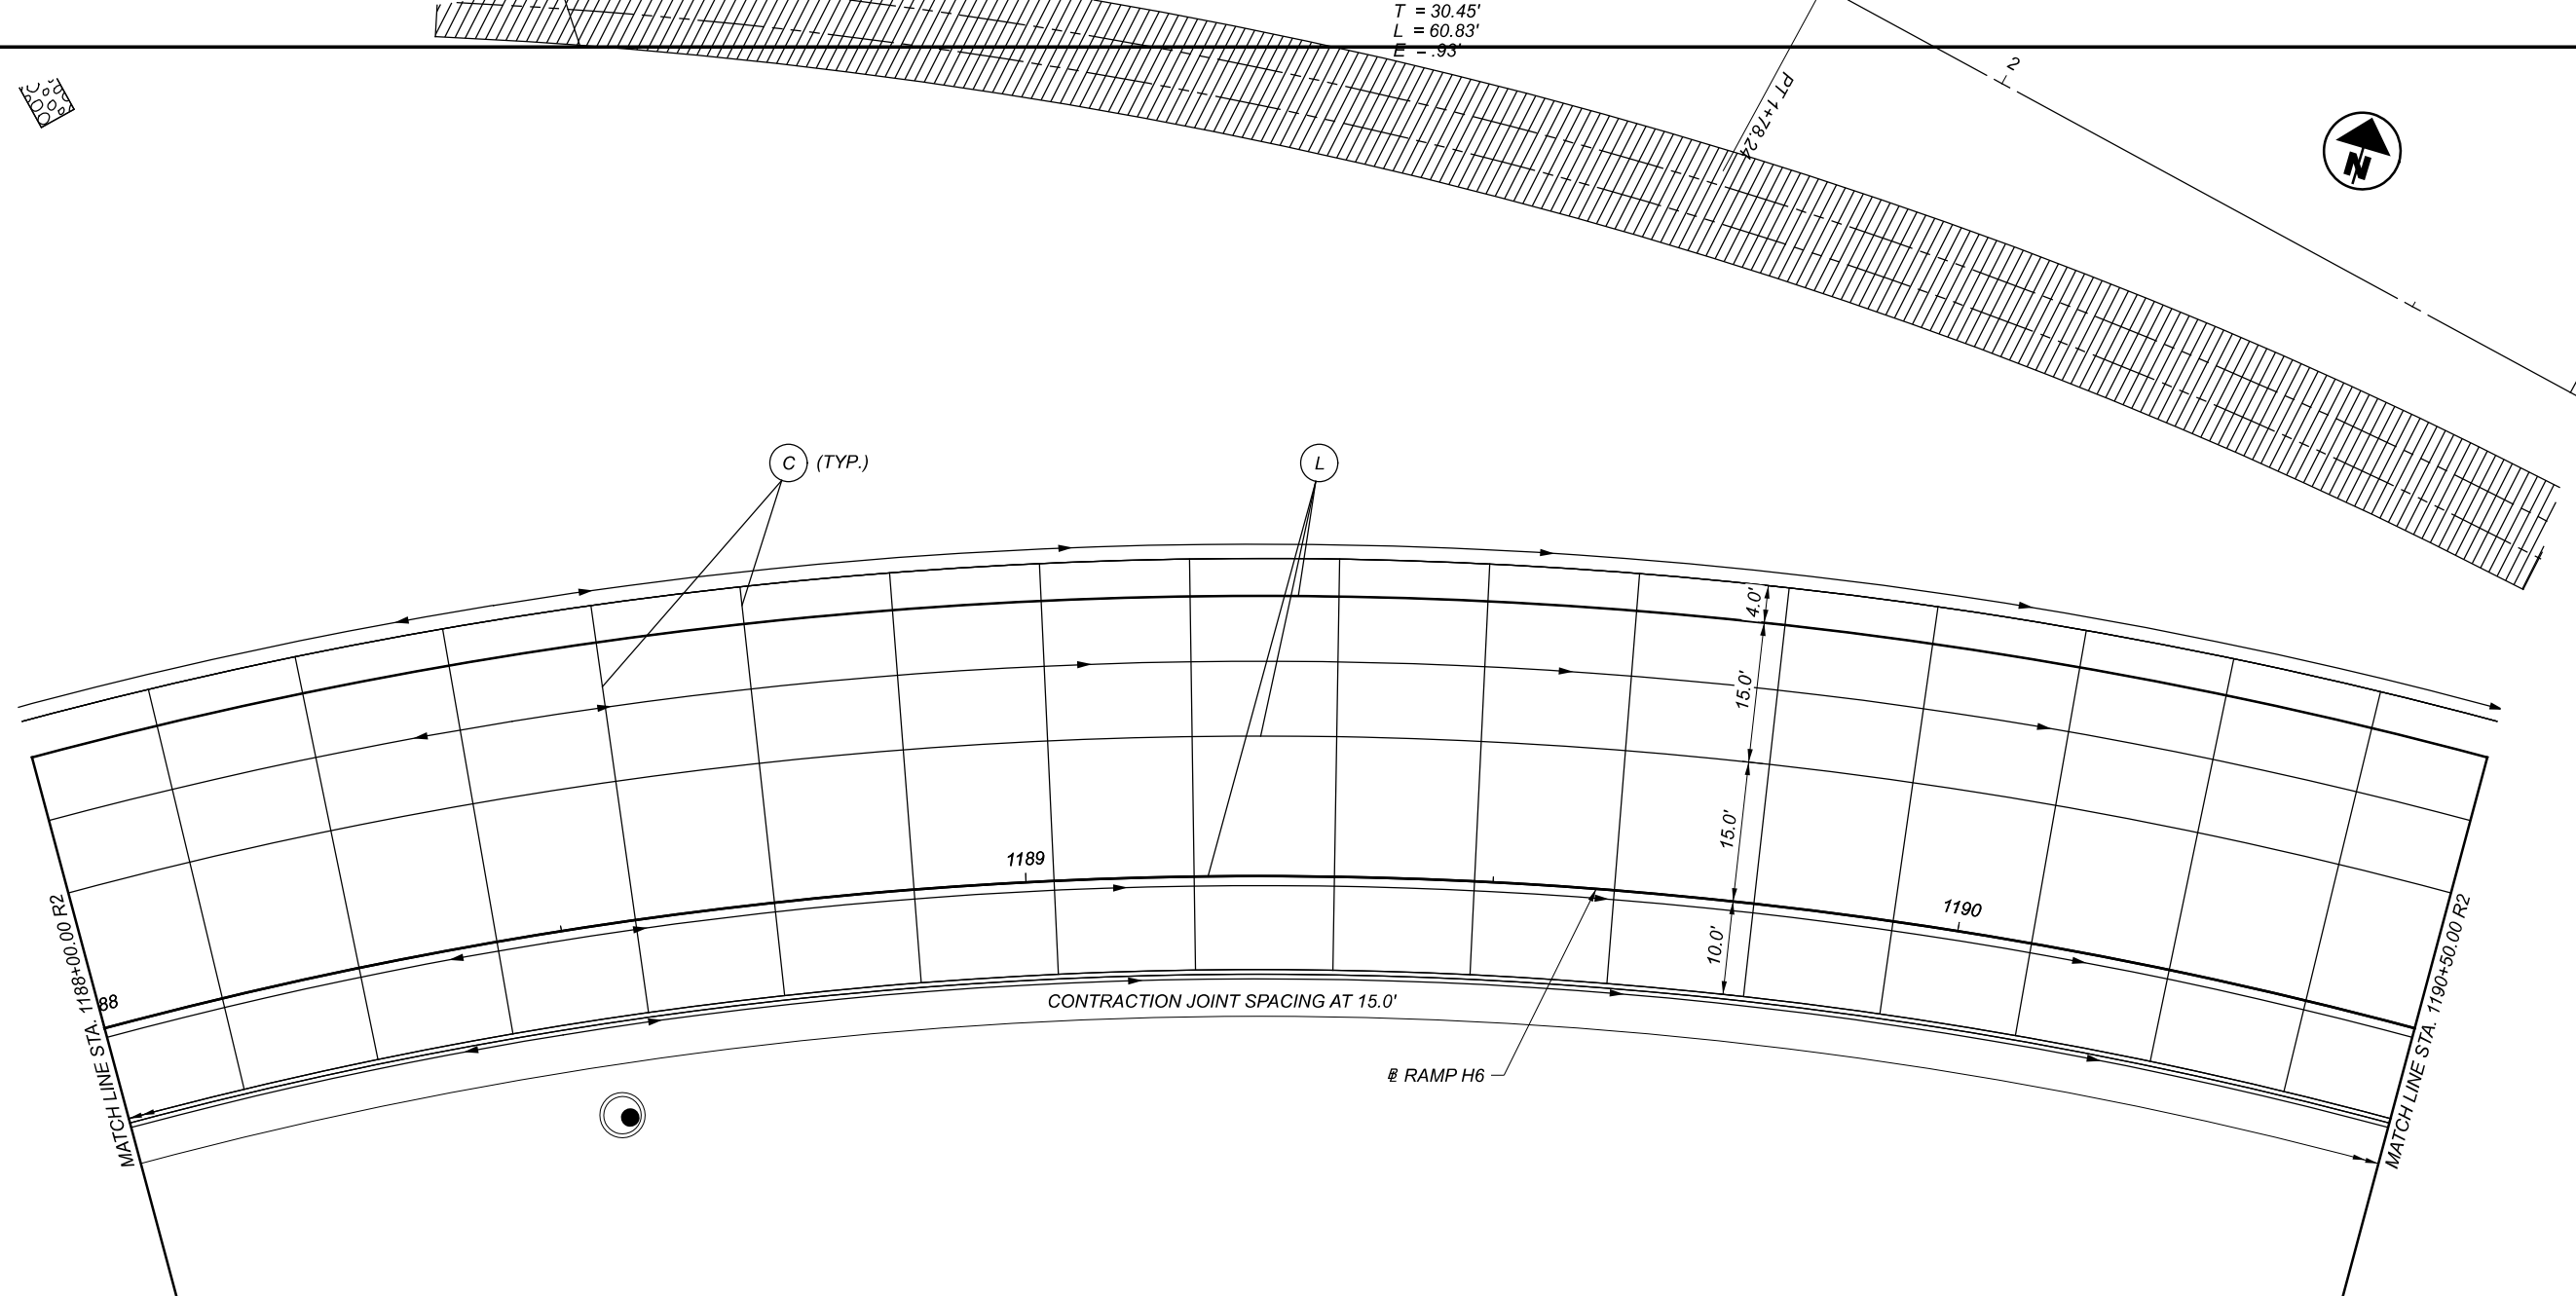 T = 30.45'
L = 60.83'
E = .93'
2
PT 1+78.24
N
C (TYP.)
L
4.0'
15.0'
15.0'
10.0'
1189
1190
88
MATCH LINE STA. 1188+00.00 R2
MATCH LINE STA. 1190+50.00 R2
CONTRACTION JOINT SPACING AT 15.0'
RAMP H6